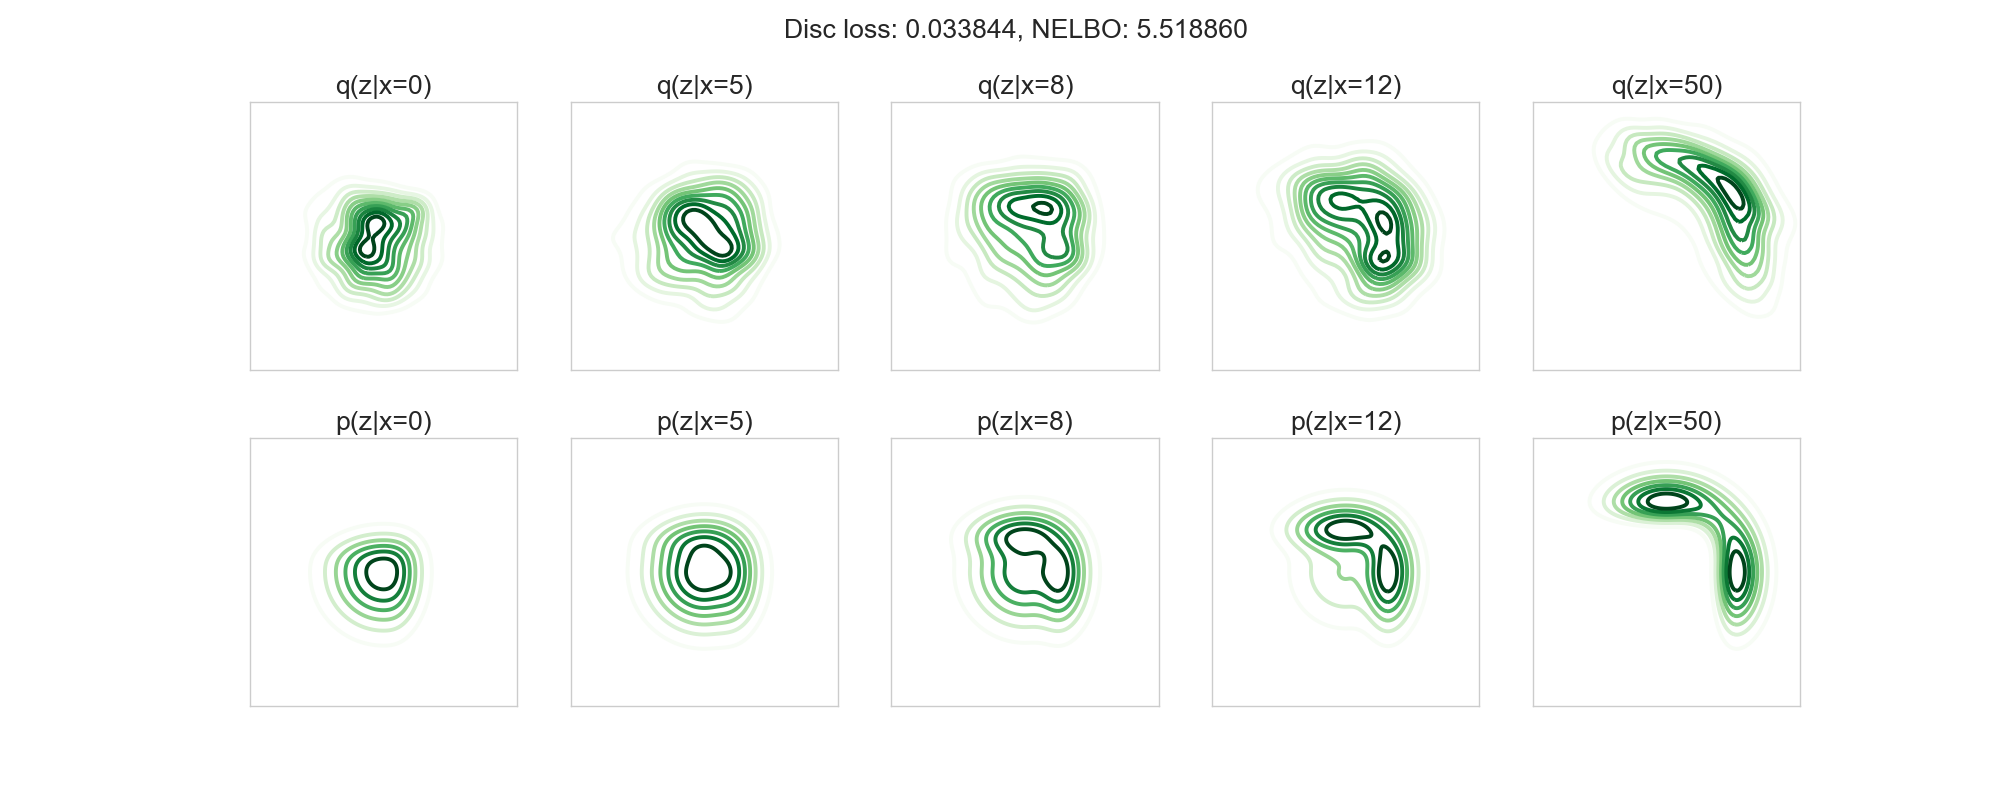 Disc loss: 0.033844, NELBO: 5.518860
q(z|x=0) q(z|x=5) q(z|x=8) q(z|x=12) q(z|x=50)
p(z|x=0) p(z|x=5) p(z|x=8) p(z|x=12) p(z|x=50)